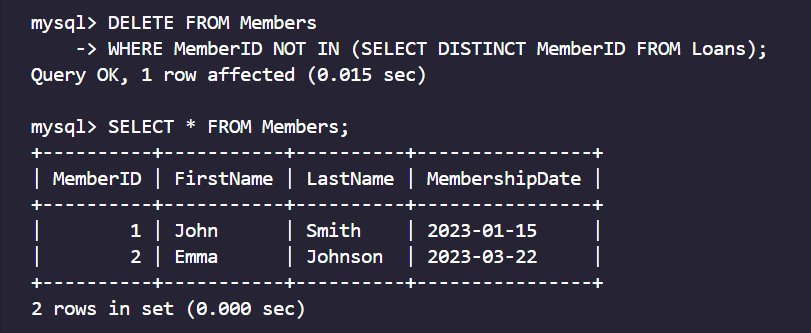 mysql> DELETE FROM Members
    -> WHERE MemberID NOT IN (SELECT DISTINCT MemberID FROM Loans);
Query OK, 1 row affected (0.015 sec)

mysql> SELECT * FROM Members;
+----------+-----------+----------+----------------+
| MemberID | FirstName | LastName | MembershipDate |
+----------+-----------+----------+----------------+
|        1 | John      | Smith    | 2023-01-15     |
|        2 | Emma      | Johnson  | 2023-03-22     |
+----------+-----------+----------+----------------+
2 rows in set (0.000 sec)